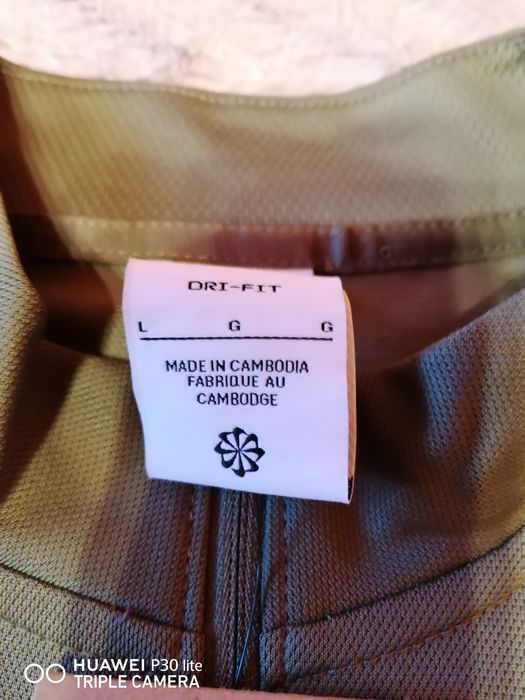 DRI-FIT
L G G
MADE IN CAMBODIA
FABRIQUE AU
CAMBODGE
HUAWEI P30 lite
TRIPLE CAMERA